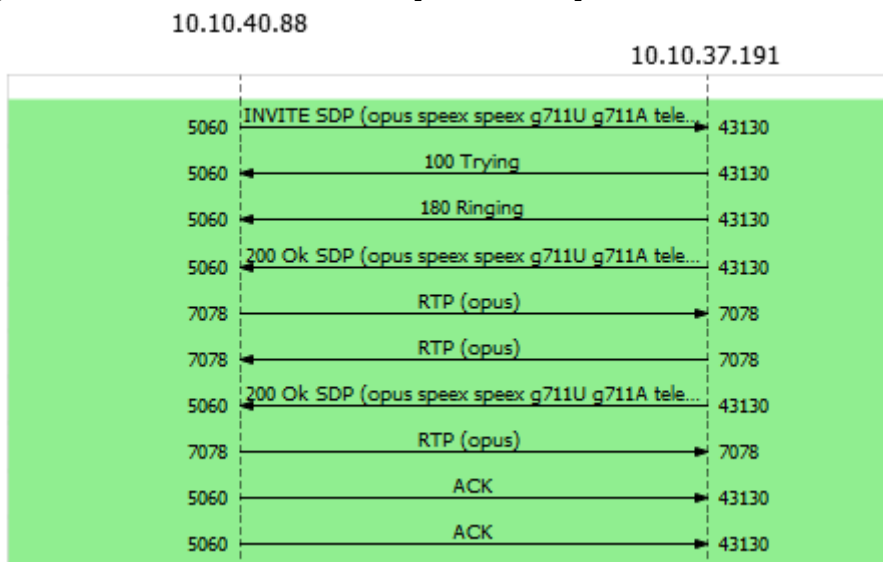 10.10.40.88
10.10.37.191
5060 INVITE SDP (opus speex speex g711U g711A tele... 43130
5060 100 Trying 43130
5060 180 Ringing 43130
5060 200 Ok SDP (opus speex speex g711U g711A tele... 43130
7078 RTP (opus) 7078
7078 RTP (opus) 7078
5060 200 Ok SDP (opus speex speex g711U g711A tele... 43130
7078 RTP (opus) 7078
5060 ACK 43130
5060 ACK 43130